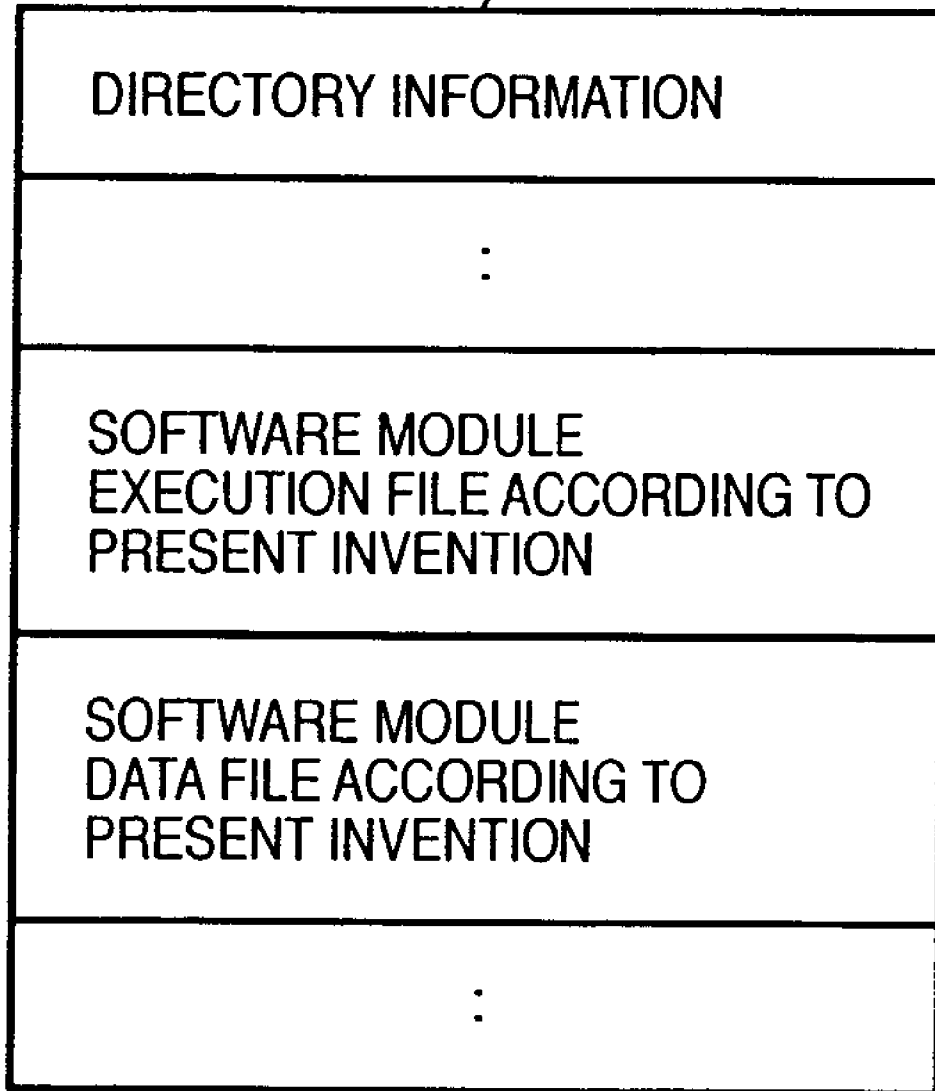 DIRECTORY INFORMATION
:
SOFTWARE MODULE
EXECUTION FILE ACCORDING TO
PRESENT INVENTION
SOFTWARE MODULE
DATA FILE ACCORDING TO
PRESENT INVENTION
: